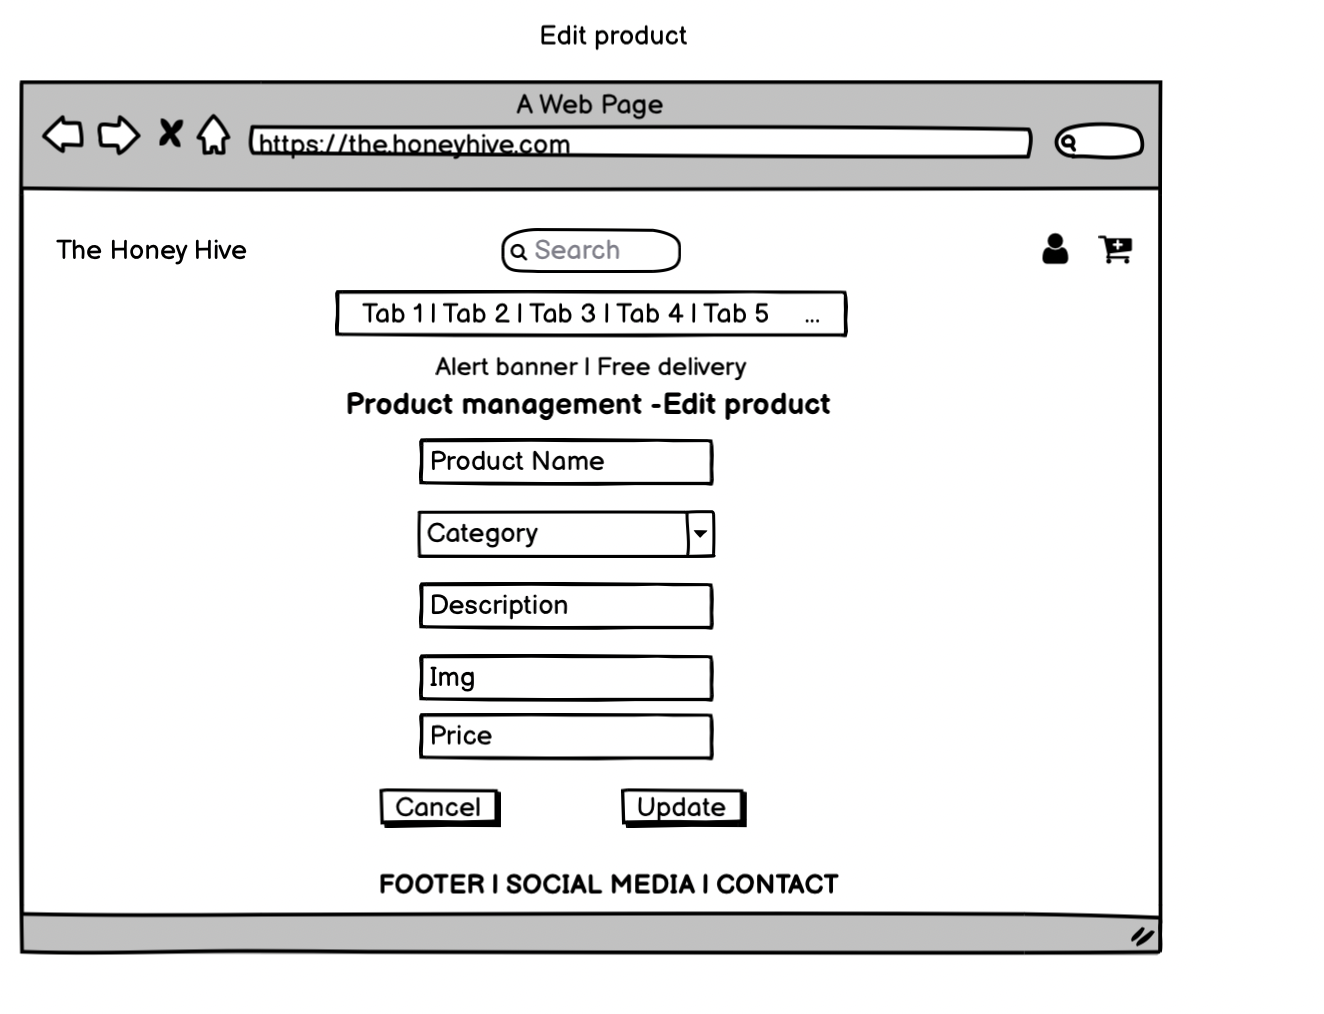 Edit product
A Web Page
https://the.honeyhive.com
The Honey Hive
Search
Tab 1 | Tab 2 | Tab 3 | Tab 4 | Tab 5 ...
Alert banner | Free delivery
Product management -Edit product
Product Name
Category
Description
Img
Price
Cancel
Update
FOOTER | SOCIAL MEDIA | CONTACT